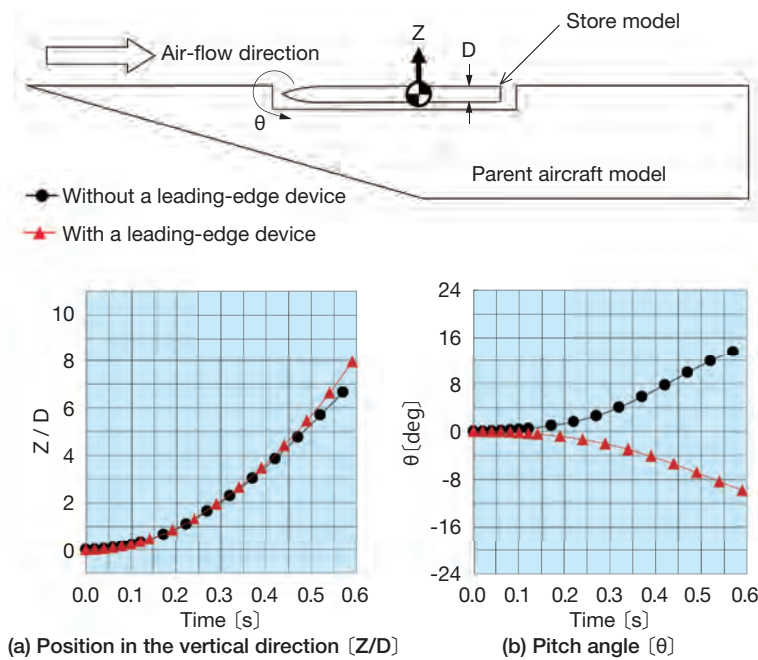 Store model
Z
D
Air-flow direction
θ
Parent aircraft model
Without a leading-edge device
With a leading-edge device
Z / D
10
8
6
4
2
0
0.0 0.1 0.2 0.3 0.4 0.5 0.6
Time〔s〕
(a) Position in the vertical direction〔Z/D〕
θ〔deg〕
24
16
8
0
-8
-16
-24
0.0 0.1 0.2 0.3 0.4 0.5 0.6
Time〔s〕
(b) Pitch angle〔θ〕